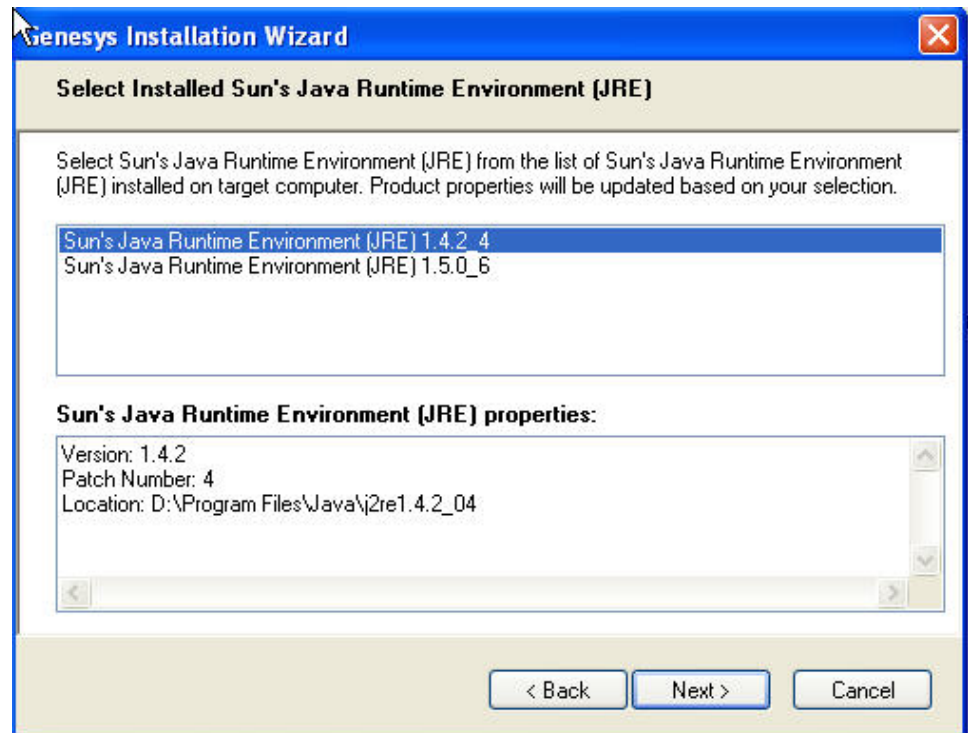 Genesys Installation Wizard
Select Installed Sun's Java Runtime Environment (JRE)
Select Sun's Java Runtime Environment (JRE) from the list of Sun's Java Runtime Environment
(JRE) installed on target computer. Product properties will be updated based on your selection.
Sun's Java Runtime Environment (JRE) 1.4.2_4
Sun's Java Runtime Environment (JRE) 1.5.0_6
Sun's Java Runtime Environment (JRE) properties:
Version: 1.4.2
Patch Number: 4
Location: D:\Program Files\Java\j2re1.4.2_04
< Back
Next >
Cancel